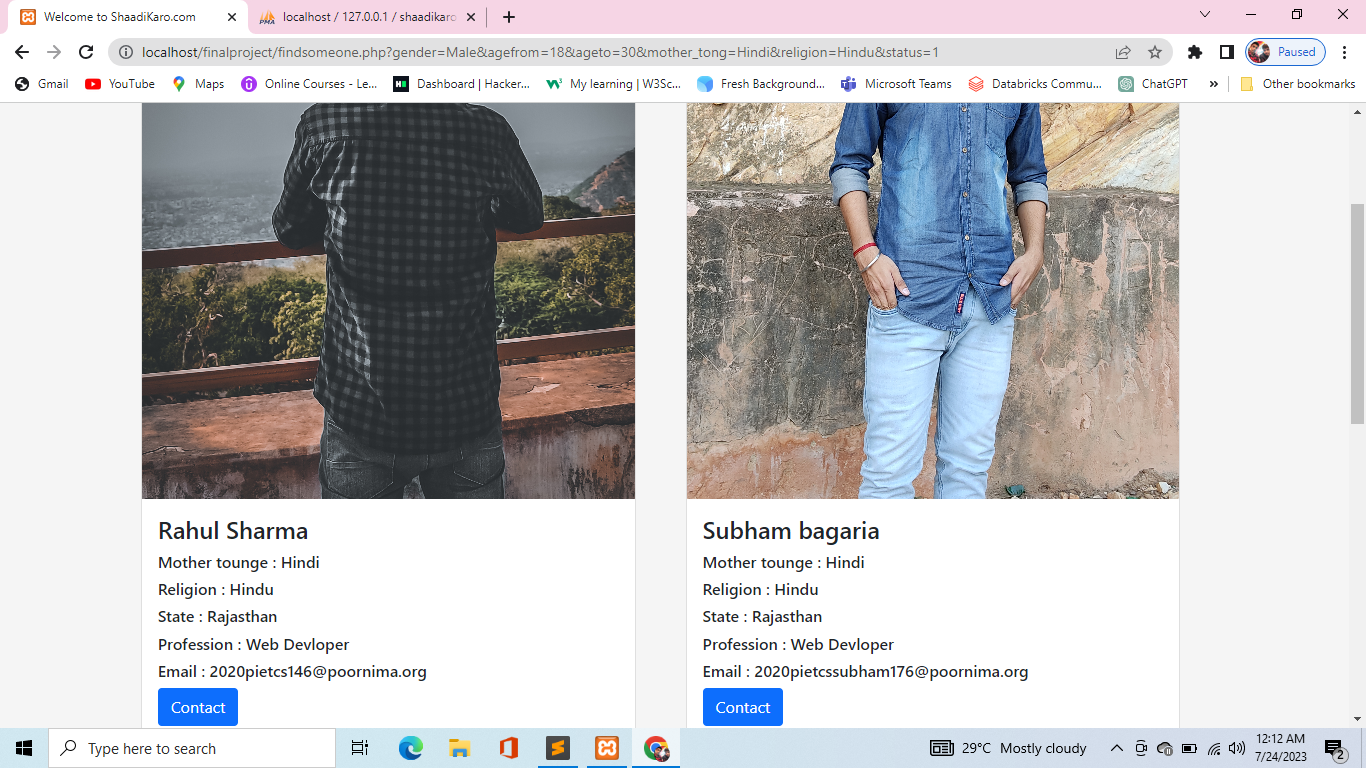 Welcome to ShaadiKaro.com
localhost / 127.0.0.1 / shaadikaro
localhost/finalproject/findsomeone.php?gender=Male&agefrom=18&ageto=30&mother_tong=Hindi&religion=Hindu&status=1
Paused
Gmail
YouTube
Maps
Online Courses - Le...
Dashboard | Hacker...
My learning | W3Sc...
Fresh Background...
Microsoft Teams
Databricks Commu...
ChatGPT
»
Other bookmarks
Rahul Sharma
Mother tounge : Hindi
Religion : Hindu
State : Rajasthan
Profession : Web Devloper
Email : 2020pietcs146@poornima.org
Contact
Subham bagaria
Mother tounge : Hindi
Religion : Hindu
State : Rajasthan
Profession : Web Devloper
Email : 2020pietcssubham176@poornima.org
Contact
Type here to search
29°C Mostly cloudy
12:12 AM
7/24/2023
2